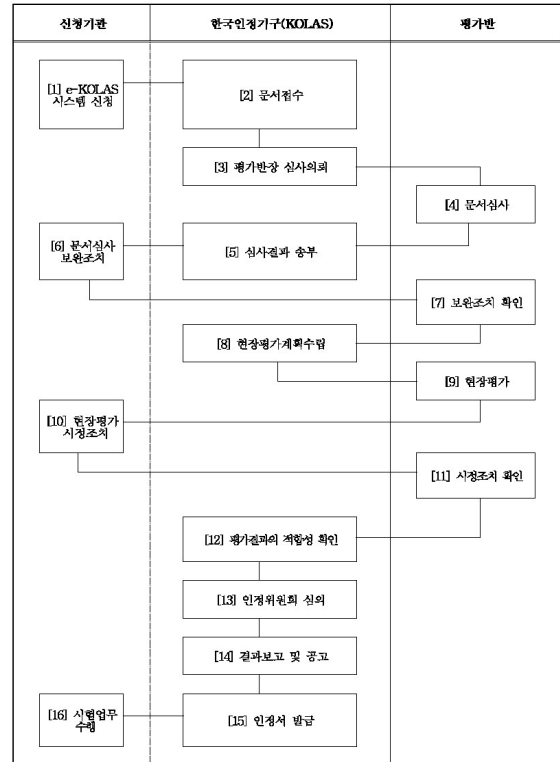 신청기관
한국인정기구(KOLAS)
평가반
[1] e-KOLAS
시스템 신청
[2] 문서접수
[3] 평가반장 심사의뢰
[4] 문서심사
[5] 심사결과 송부
[6] 문서심사
보완조치
[7] 보완조치 확인
[8] 현장평가계획수립
[9] 현장평가
[10] 현장평가
시정조치
[11] 시정조치 확인
[12] 평가결과의 적합성 확인
[13] 인정위원회 심의
[14] 결과보고 및 공고
[15] 인정서 발급
[16] 시험업무
수행